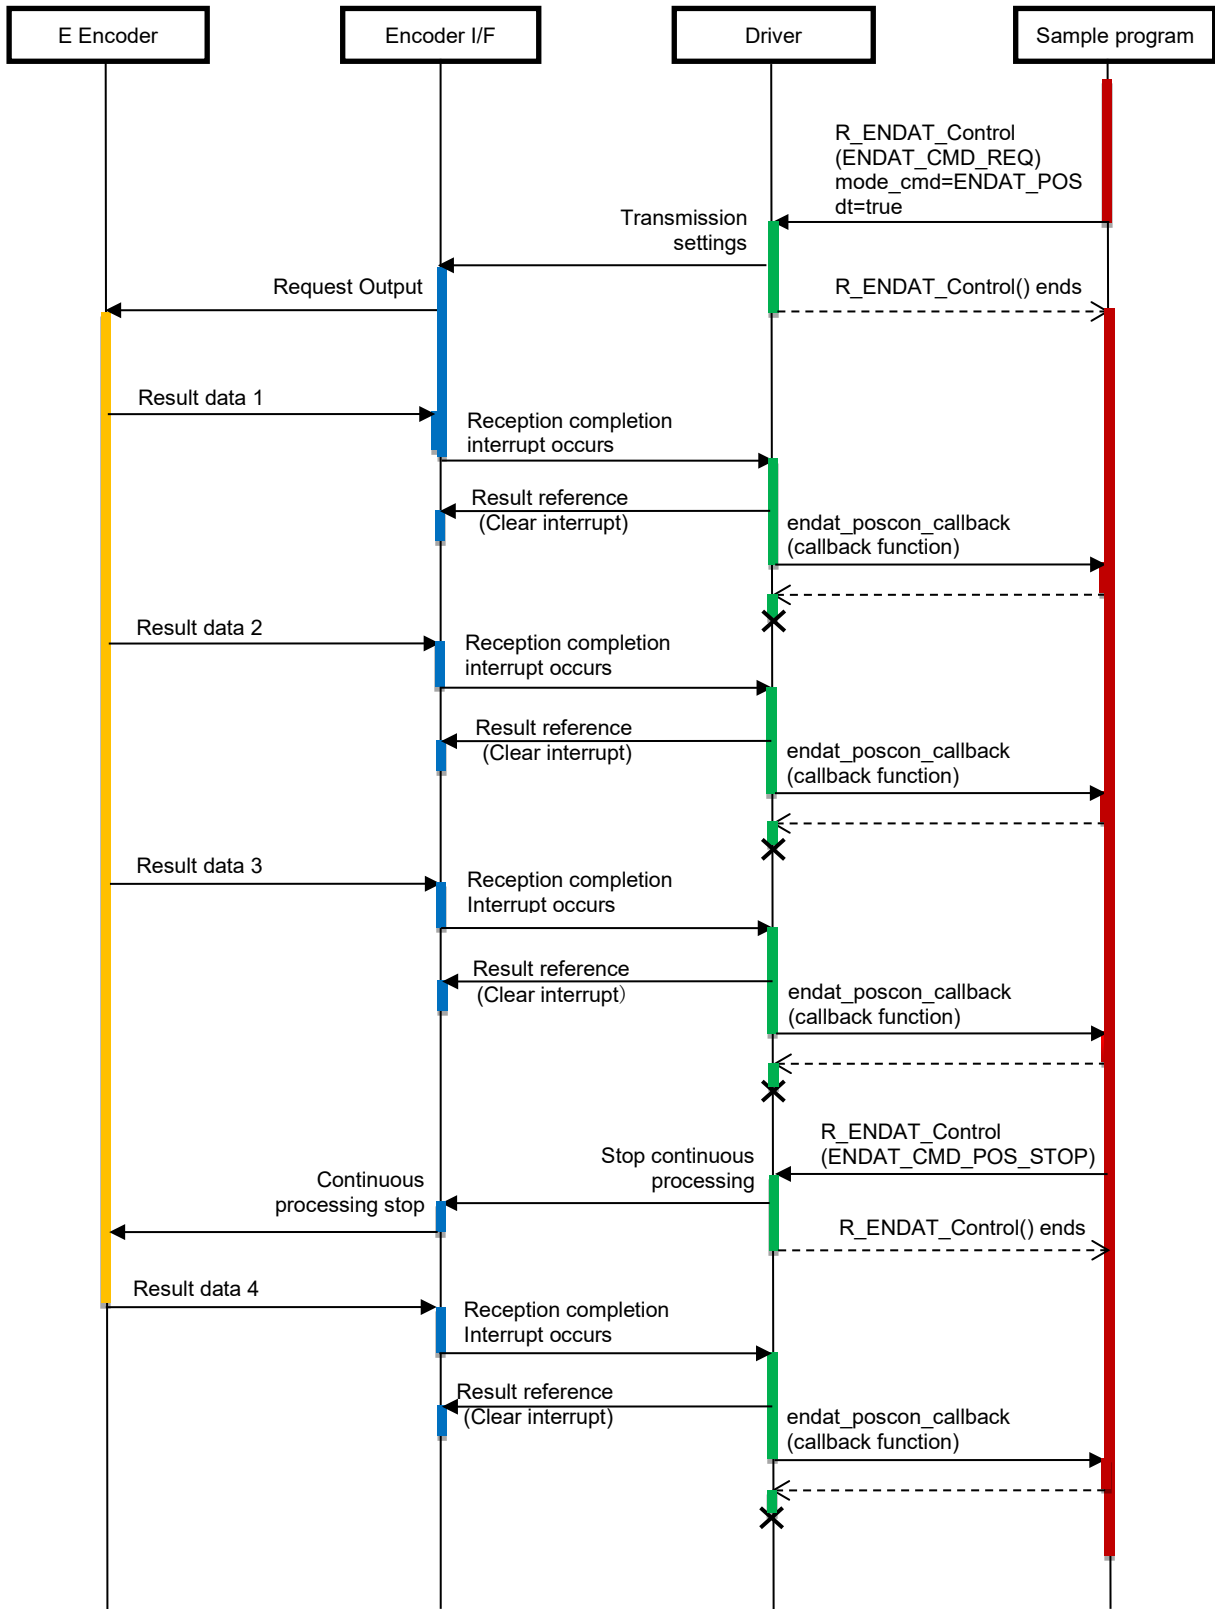 E Encoder
Encoder I/F
Driver
Sample program
R_ENDAT_Control
(ENDAT_CMD_REQ)
mode_cmd=ENDAT_POS
dt=true
Transmission
settings
Request Output
R_ENDAT_Control() ends
Result data 1
Reception completion
interrupt occurs
Result reference
(Clear interrupt)
endat_poscon_callback
(callback function)
Result data 2
Reception completion
interrupt occurs
Result reference
(Clear interrupt)
endat_poscon_callback
(callback function)
Result data 3
Reception completion
Interrupt occurs
Result reference
(Clear interrupt）
endat_poscon_callback
(callback function)
R_ENDAT_Control
(ENDAT_CMD_POS_STOP)
Stop continuous
processing
Continuous
processing stop
R_ENDAT_Control() ends
Result data 4
Reception completion
Interrupt occurs
Result reference
(Clear interrupt)
endat_poscon_callback
(callback function)